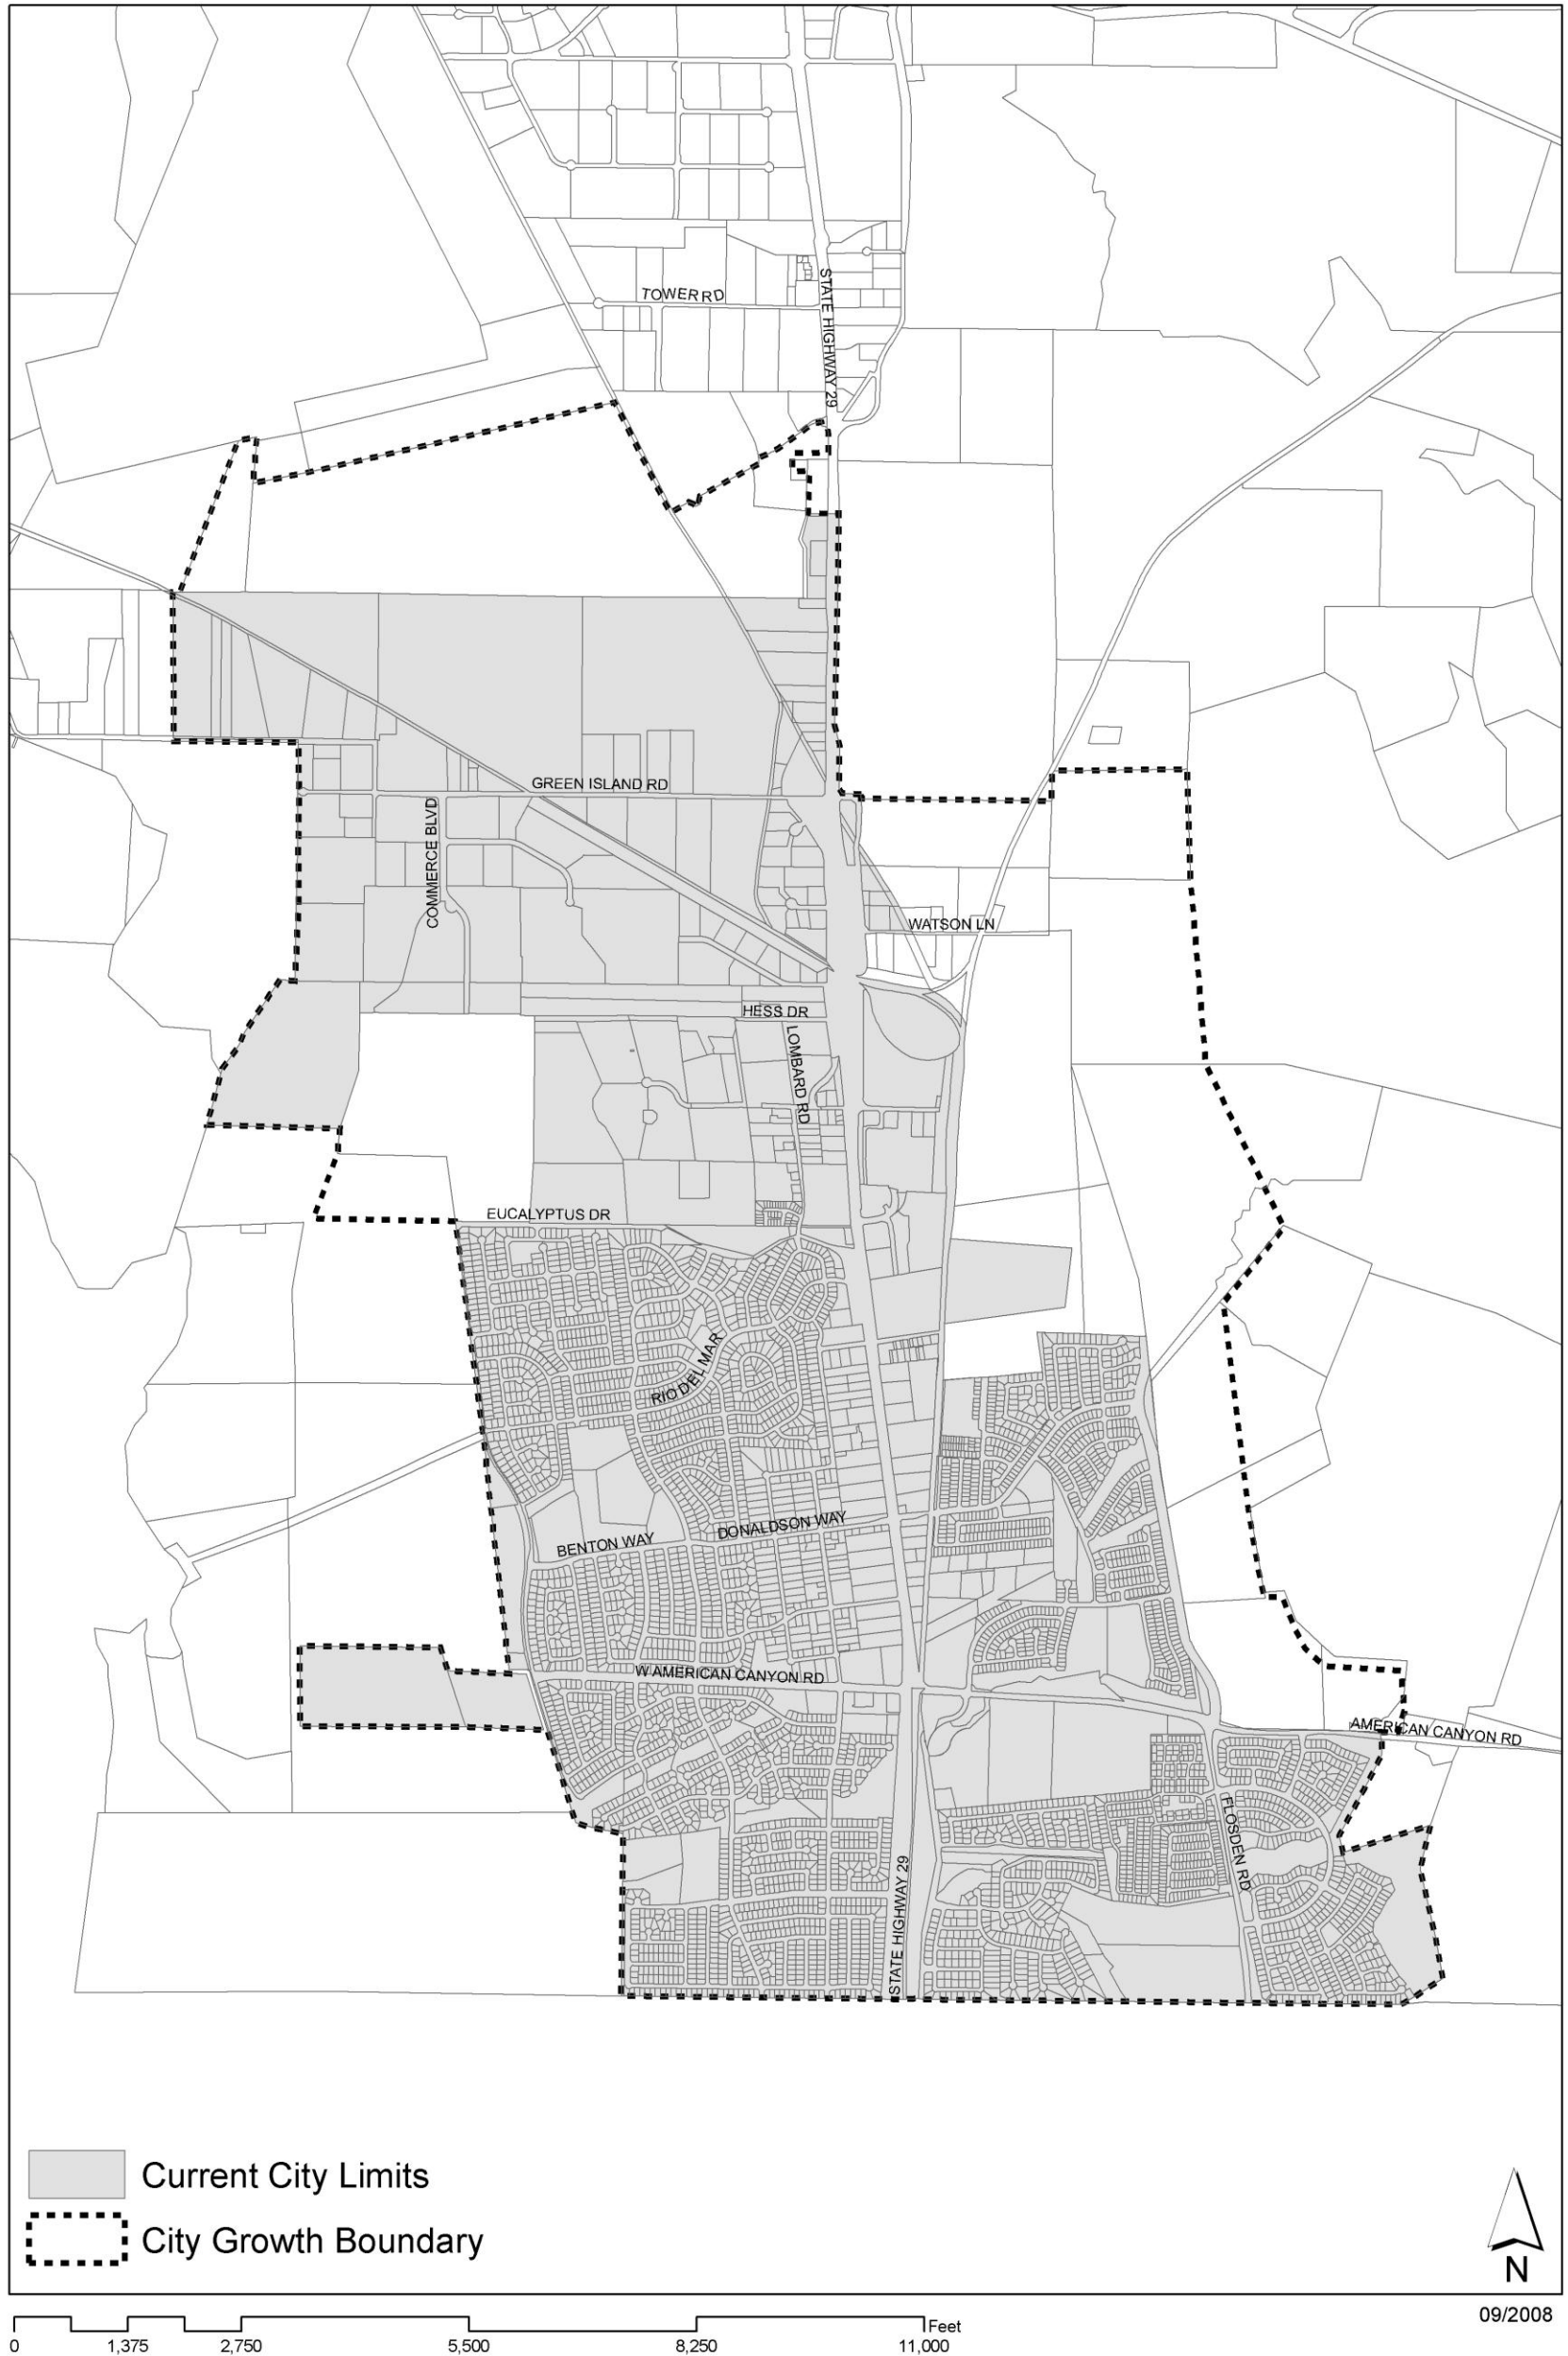 TOWER RD
STATE HIGHWAY 29
GREEN ISLAND RD
COMMERCE BLVD
WATSON LN
HESS DR
LOMBARD RD
EUCALYPTUS DR
RIO DEL MAR
DONALDSON WAY
BENTON WAY
W AMERICAN CANYON RD
AMERICAN CANYON RD
FLOSDEN RD
STATE HIGHWAY 29
Current City Limits
City Growth Boundary
N
09/2008
Feet
0 1,375 2,750 5,500 8,250 11,000